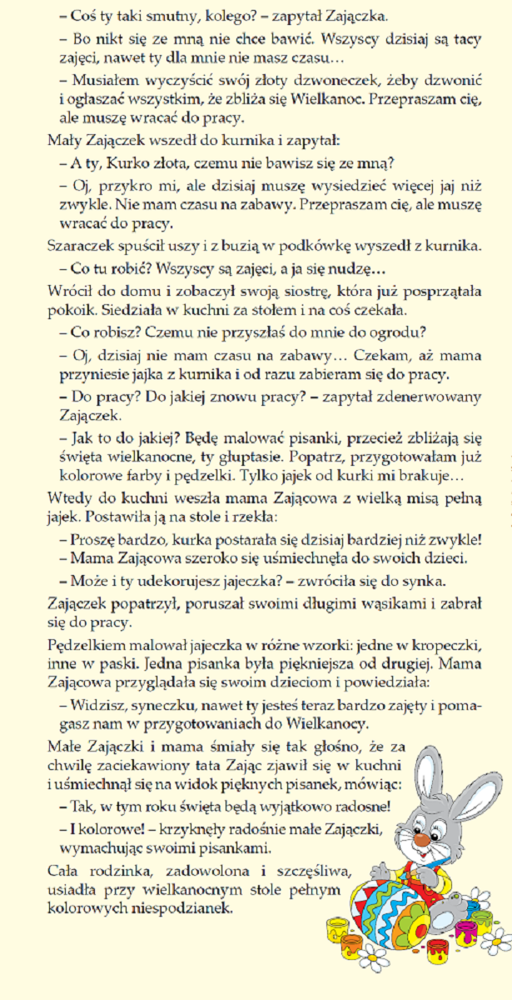 – Coś ty taki smutny, kolego? – zapytał Zajączka.
– Bo nikt się ze mną nie chce bawić. Wszyscy dzisiaj są tacy
zajęci, nawet ty dla mnie nie masz czasu…
– Musiałem wyczyścić swój złoty dzwoneczek, żeby dzwonić
i ogłaszać wszystkim, że zbliża się Wielkanoc. Przepraszam cię,
ale muszę wracać do pracy.
Mały Zajączek wszedł do kurnika i zapytał:
– A ty, Kurko złota, czemu nie bawisz się ze mną?
– Oj, przykro mi, ale dzisiaj muszę wysiedzieć więcej jaj niż
zwykle. Nie mam czasu na zabawy. Przepraszam cię, ale muszę
wracać do pracy.
Szaraczek spuścił uszy i z buzią w podkówkę wyszedł z kurnika.
– Co tu robić? Wszyscy są zajęci, a ja się nudzę…
Wrócił do domu i zobaczył swoją siostrę, która już posprzątała
pokoik. Siedziała w kuchni za stołem i na coś czekała.
– Co robisz? Czemu nie przyszłaś do mnie do ogrodu?
– Oj, dzisiaj nie mam czasu na zabawy… Czekam, aż mama
przyniesie jajka z kurnika i od razu zabieram się do pracy.
– Do pracy? Do jakiej znowu pracy? – zapytał zdenerwowany
Zajączek.
– Jak to do jakiej? Będę malować pisanki, przecież zbliżają się
święta wielkanocne, ty głuptasie. Popatrz, przygotowałam już
kolorowe farby i pędzelki. Tylko jajek od kurki mi brakuje…
Wtedy do kuchni weszła mama Zającowa z wielką misą pełną
jajek. Postawiła ją na stole i rzekła:
– Proszę bardzo, kurka postarała się dzisiaj bardziej niż zwykle!
– Mama Zającowa szeroko się uśmiechnęła do swoich dzieci.
– Może i ty udekorujesz jajeczka? – zwróciła się do synka.
Zajączek popatrzył, poruszał swoimi długimi wąsikami i zabrał
się do pracy.
Pędzelkiem malował jajeczka w różne wzorki: jedne w kropeczki,
inne w paski. Jedna pisanka była piękniejsza od drugiej. Mama
Zającowa przyglądała się swoim dzieciom i powiedziała:
– Widzisz, syneczku, nawet ty jesteś teraz bardzo zajęty i poma-
gasz nam w przygotowaniach do Wielkanocy.
Małe Zajączki i mama śmiały się tak głośno, że za
chwilę zaciekawiony tata Zając zjawił się w kuchni
i uśmiechnął się na widok pięknych pisanek, mówiąc:
– Tak, w tym roku święta będą wyjątkowo radosne!
– I kolorowe! – krzyknęły radośnie małe Zajączki,
wymachując swoimi pisankami.
Cała rodzinka, zadowolona i szczęśliwa,
usiadła przy wielkanocnym stole pełnym
kolorowych niespodzianek.